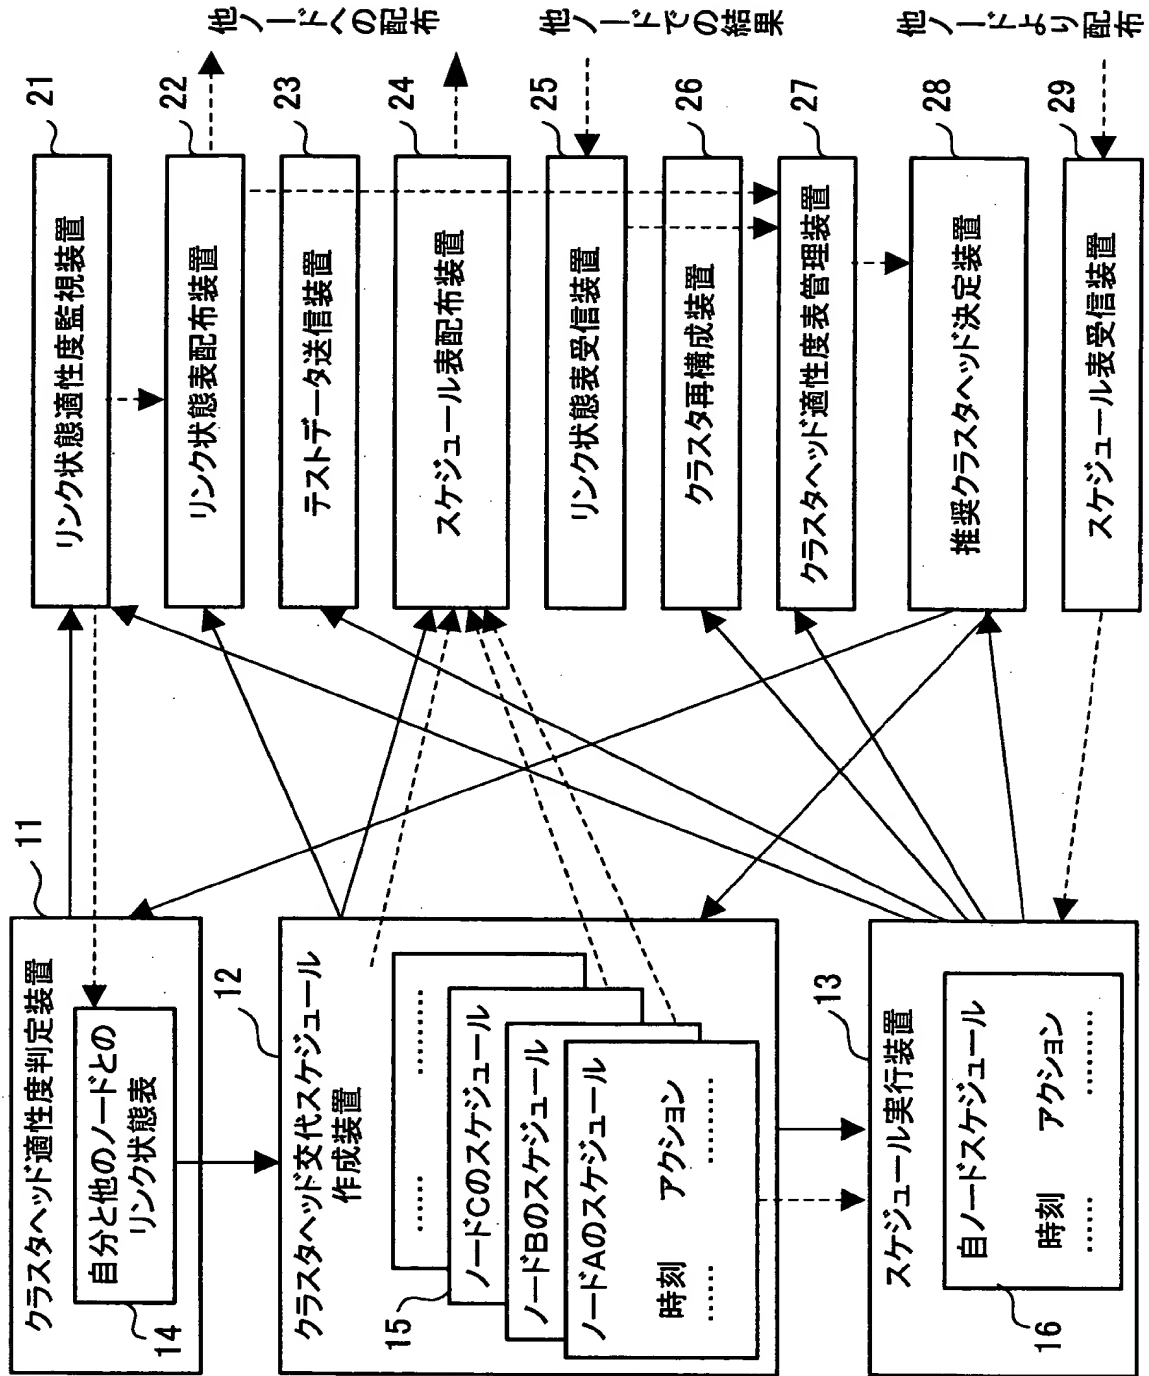 クラスタヘッド適性度判定装置
11
自分と他のノードとの
リンク状態表
14
クラスタヘッド交代スケジュール
作成装置
12
………
……
ノードCのスケジュール
ノードBのスケジュール
ノードAのスケジュール
時刻 アクション
…… ………
15
スケジュール実行装置
13
自ノードスケジュール
時刻 アクション
…… ………
16
リンク状態適性度監視装置
21
リンク状態表配布装置
22
テストデータ送信装置
23
スケジュール表配布装置
24
リンク状態表受信装置
25
クラスタ再構成装置
26
クラスタヘッド適性度表管理装置
27
推奨クラスタヘッド決定装置
28
スケジュール表受信装置
29
他ノードへの配布
他ノードでの結果
他ノードより配布